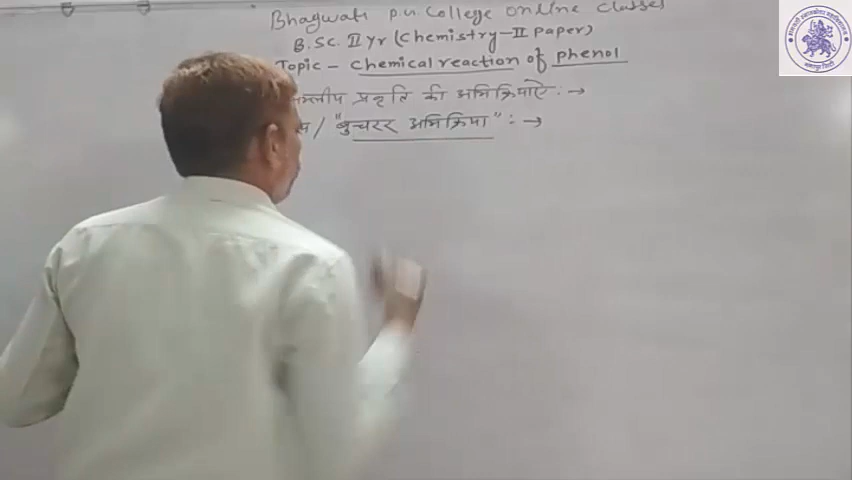 Bhagwati P.G. College Online Classes
B.SC. II Yr (Chemistry-II Paper)
Topic - Chemical reaction of phenol
प्रकृति की अभिक्रियाऐं : →
/ "बुचरर अभिक्रिया" : →